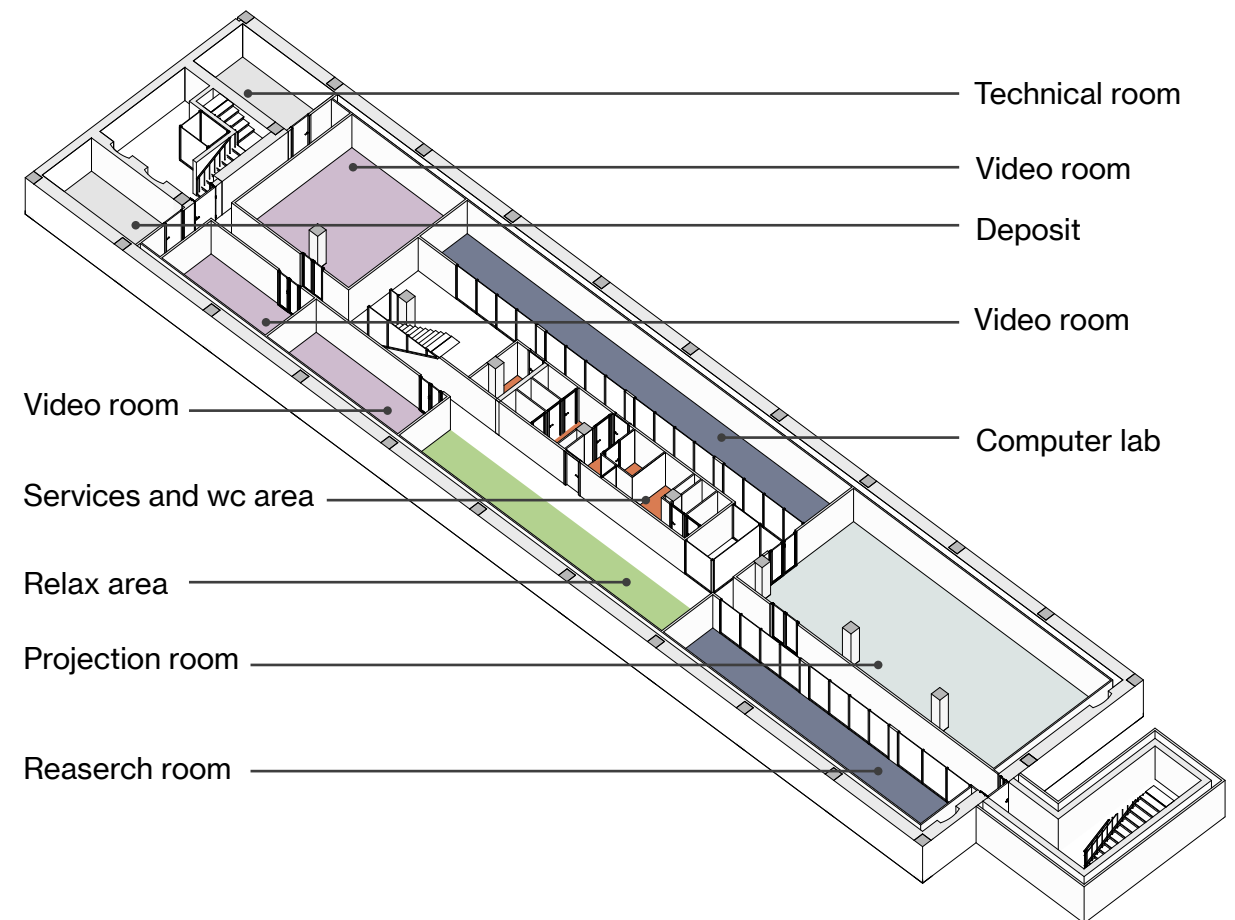 Technical room
Video room
Deposit
Video room
Video room
Computer lab
Services and wc area
Relax area
Projection room
Reaserch room